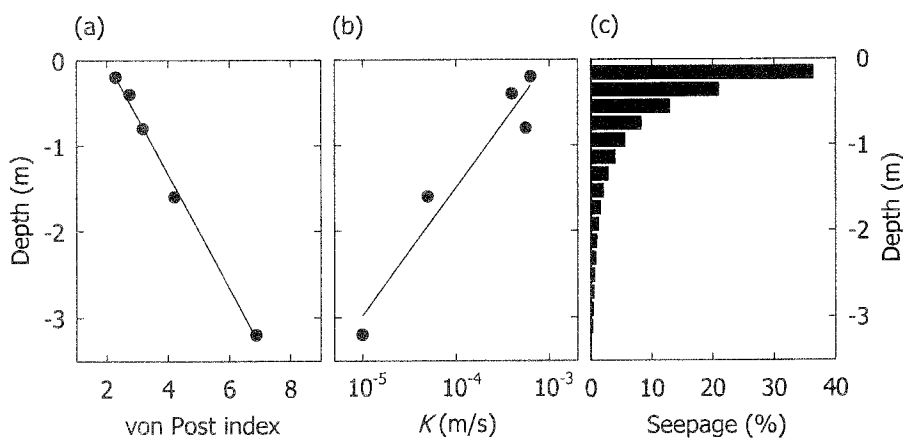 (a)
(b)
(c)
0
-1
-2
-3
Depth (m)
2 4 6 8
von Post index
10⁻⁵ 10⁻⁴ 10⁻³
K (m/s)
0 10 20 30 40
Seepage (%)
0
-1
-2
-3
Depth (m)